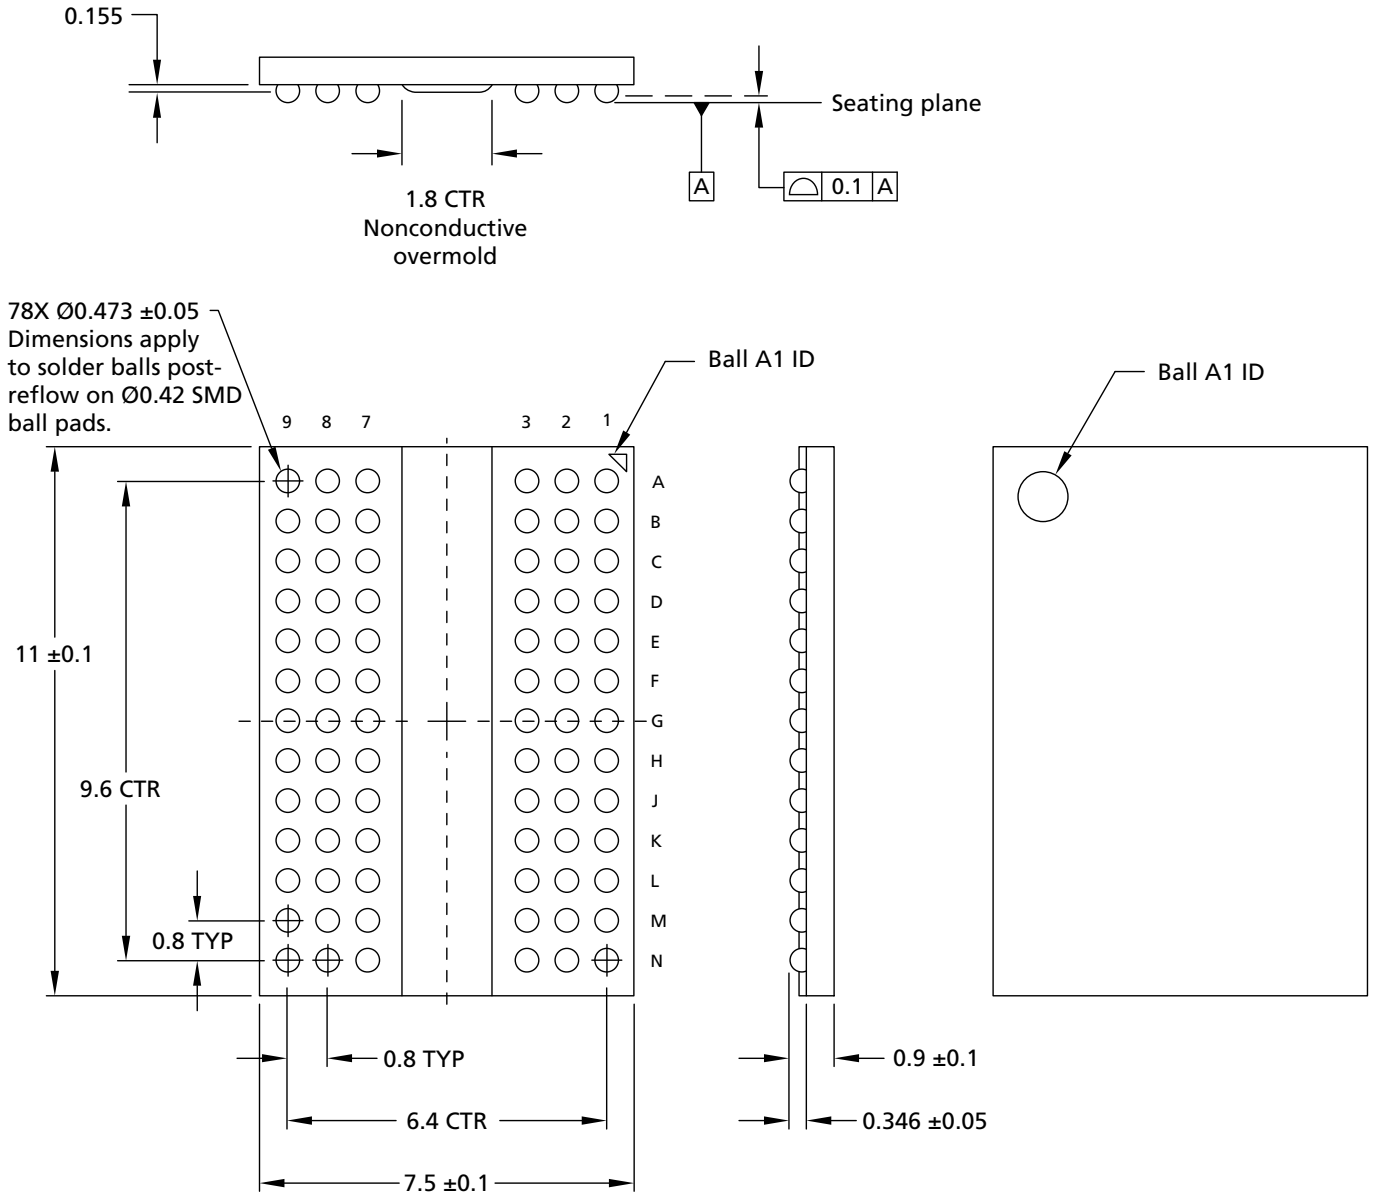 0.155
Seating plane
A
0.1 A
1.8 CTR
Nonconductive
overmold
78X Ø0.473 ±0.05
Dimensions apply
to solder balls post-
reflow on Ø0.42 SMD
ball pads.
Ball A1 ID
Ball A1 ID
9 8 7 3 2 1
A
B
C
D
E
F
G
H
J
K
L
M
N
11 ±0.1
9.6 CTR
0.8 TYP
0.8 TYP
0.9 ±0.1
6.4 CTR
0.346 ±0.05
7.5 ±0.1